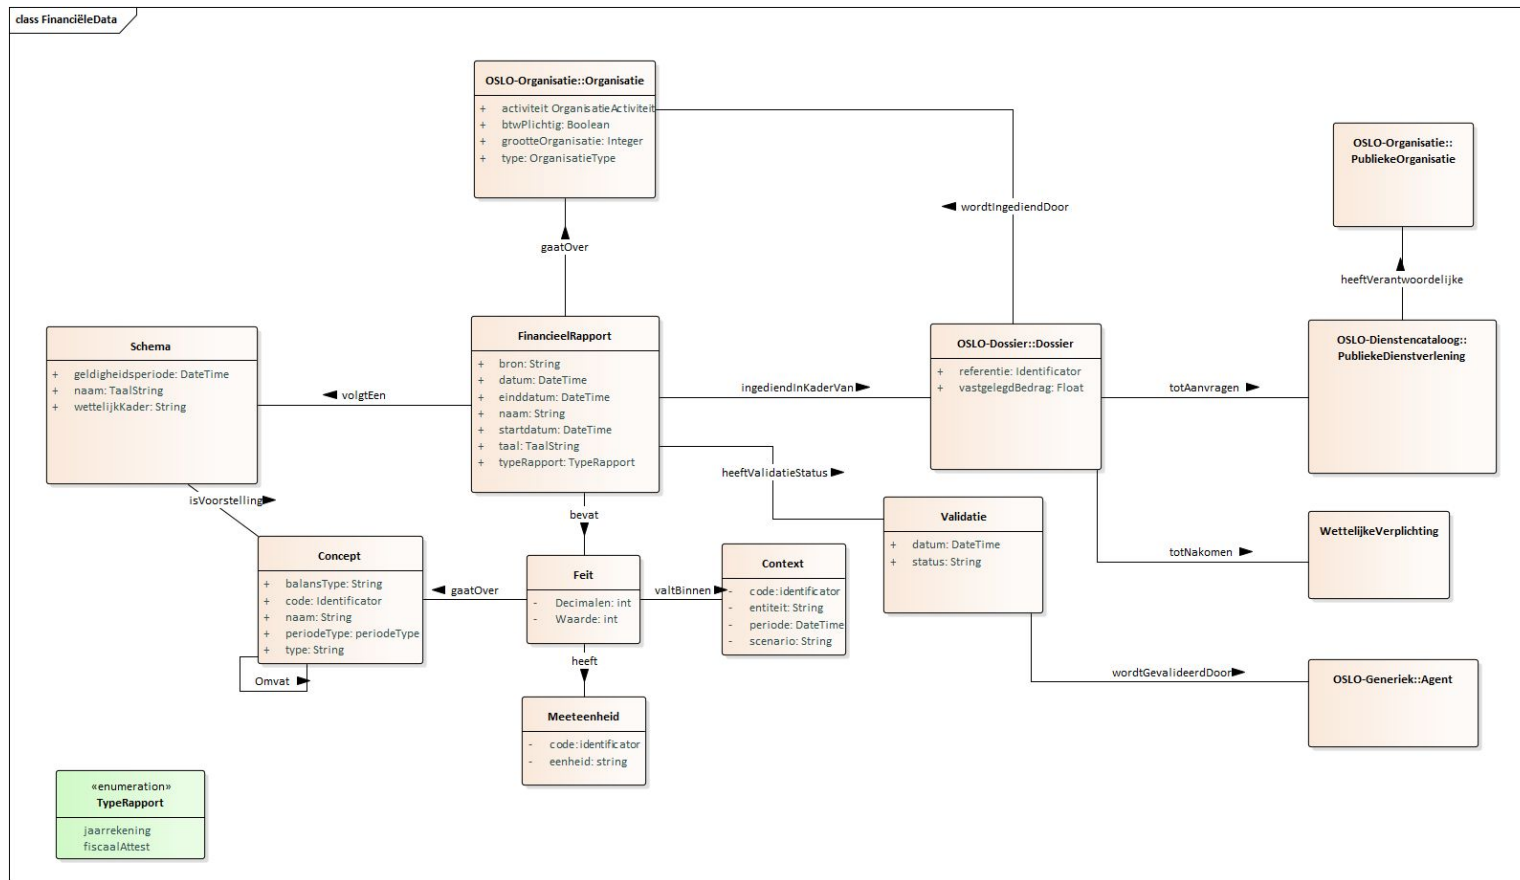 class FinanciëleData
OSLO-Organisatie::Organisatie
+ activiteit OrganisatieActiviteit
+ btwPlichtig: Boolean
+ grootteOrganisatie: Integer
+ type: OrganisatieType
OSLO-Organisatie::
PubliekeOrganisatie
wordtIngediendDoor
gaatOver
heeftVerantwoordelijke
Schema
+ geldigheidsperiode: DateTime
+ naam: TaalString
+ wettelijkKader: String
volgtEen
FinancieelRapport
+ bron: String
+ datum: DateTime
+ einddatum: DateTime
+ naam: String
+ startdatum: DateTime
+ taal: TaalString
+ typeRapport: TypeRapport
ingediendInKaderVan
OSLO-Dossier::Dossier
+ referentie: Identificator
+ vastgelegdBedrag: Float
totAanvragen
OSLO-Dienstencataloog::
PubliekeDienstverlening
heeftValidatieStatus
isVoorstelling
bevat
Validatie
+ datum: DateTime
+ status: String
totNakomen
WettelijkeVerplichting
Concept
+ balansType: String
+ code: Identificator
+ naam: String
+ periodeType: periodeType
+ type: String
Omvat
gaatOver
Feit
- Decimalen: int
- Waarde: int
valtBinnen
Context
- code:identificator
- entiteit: String
- periode: DateTime
- scenario: String
heeft
Meeteenheid
- code:identificator
- eenheid: string
wordtGevalideerdDoor
OSLO-Generiek::Agent
«enumeration»
TypeRapport
jaarrekening
fiscaalAttest